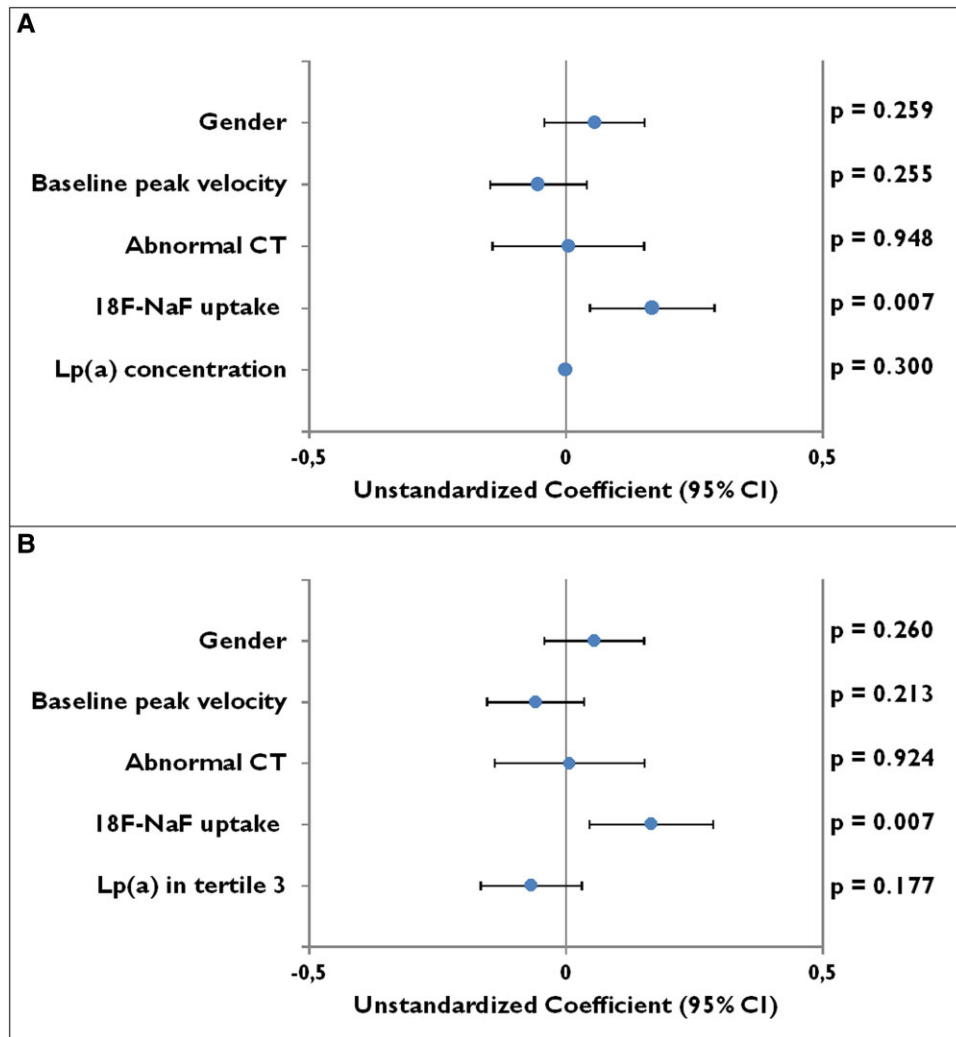 A
Gender p = 0.259
Baseline peak velocity p = 0.255
Abnormal CT p = 0.948
18F-NaF uptake p = 0.007
Lp(a) concentration p = 0.300
-0,5 0 0,5
Unstandardized Coefficient (95% CI)
B
Gender p = 0.260
Baseline peak velocity p = 0.213
Abnormal CT p = 0.924
18F-NaF uptake p = 0.007
Lp(a) in tertile 3 p = 0.177
-0,5 0 0,5
Unstandardized Coefficient (95% CI)